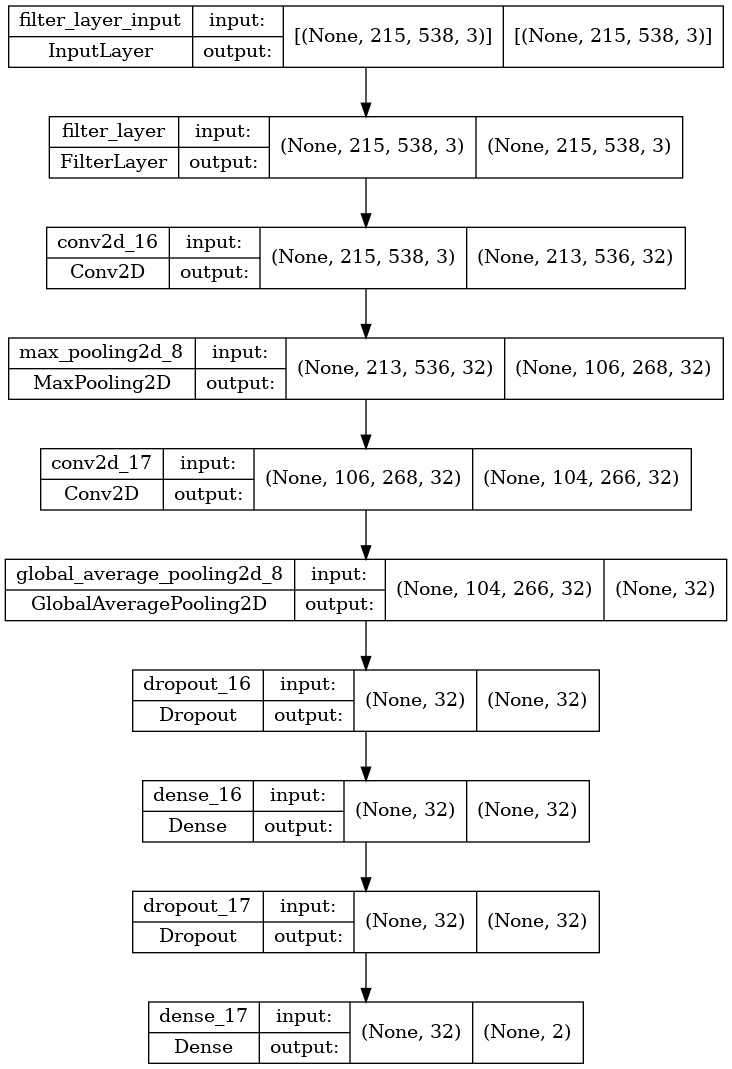 filter_layer_input input: [(None, 215, 538, 3)] [(None, 215, 538, 3)]
InputLayer output:
filter_layer input: (None, 215, 538, 3) (None, 215, 538, 3)
FilterLayer output:
conv2d_16 input: (None, 215, 538, 3) (None, 213, 536, 32)
Conv2D output:
max_pooling2d_8 input: (None, 213, 536, 32) (None, 106, 268, 32)
MaxPooling2D output:
conv2d_17 input: (None, 106, 268, 32) (None, 104, 266, 32)
Conv2D output:
global_average_pooling2d_8 input: (None, 104, 266, 32) (None, 32)
GlobalAveragePooling2D output:
dropout_16 input: (None, 32) (None, 32)
Dropout output:
dense_16 input: (None, 32) (None, 32)
Dense output:
dropout_17 input: (None, 32) (None, 32)
Dropout output:
dense_17 input: (None, 32) (None, 2)
Dense output: